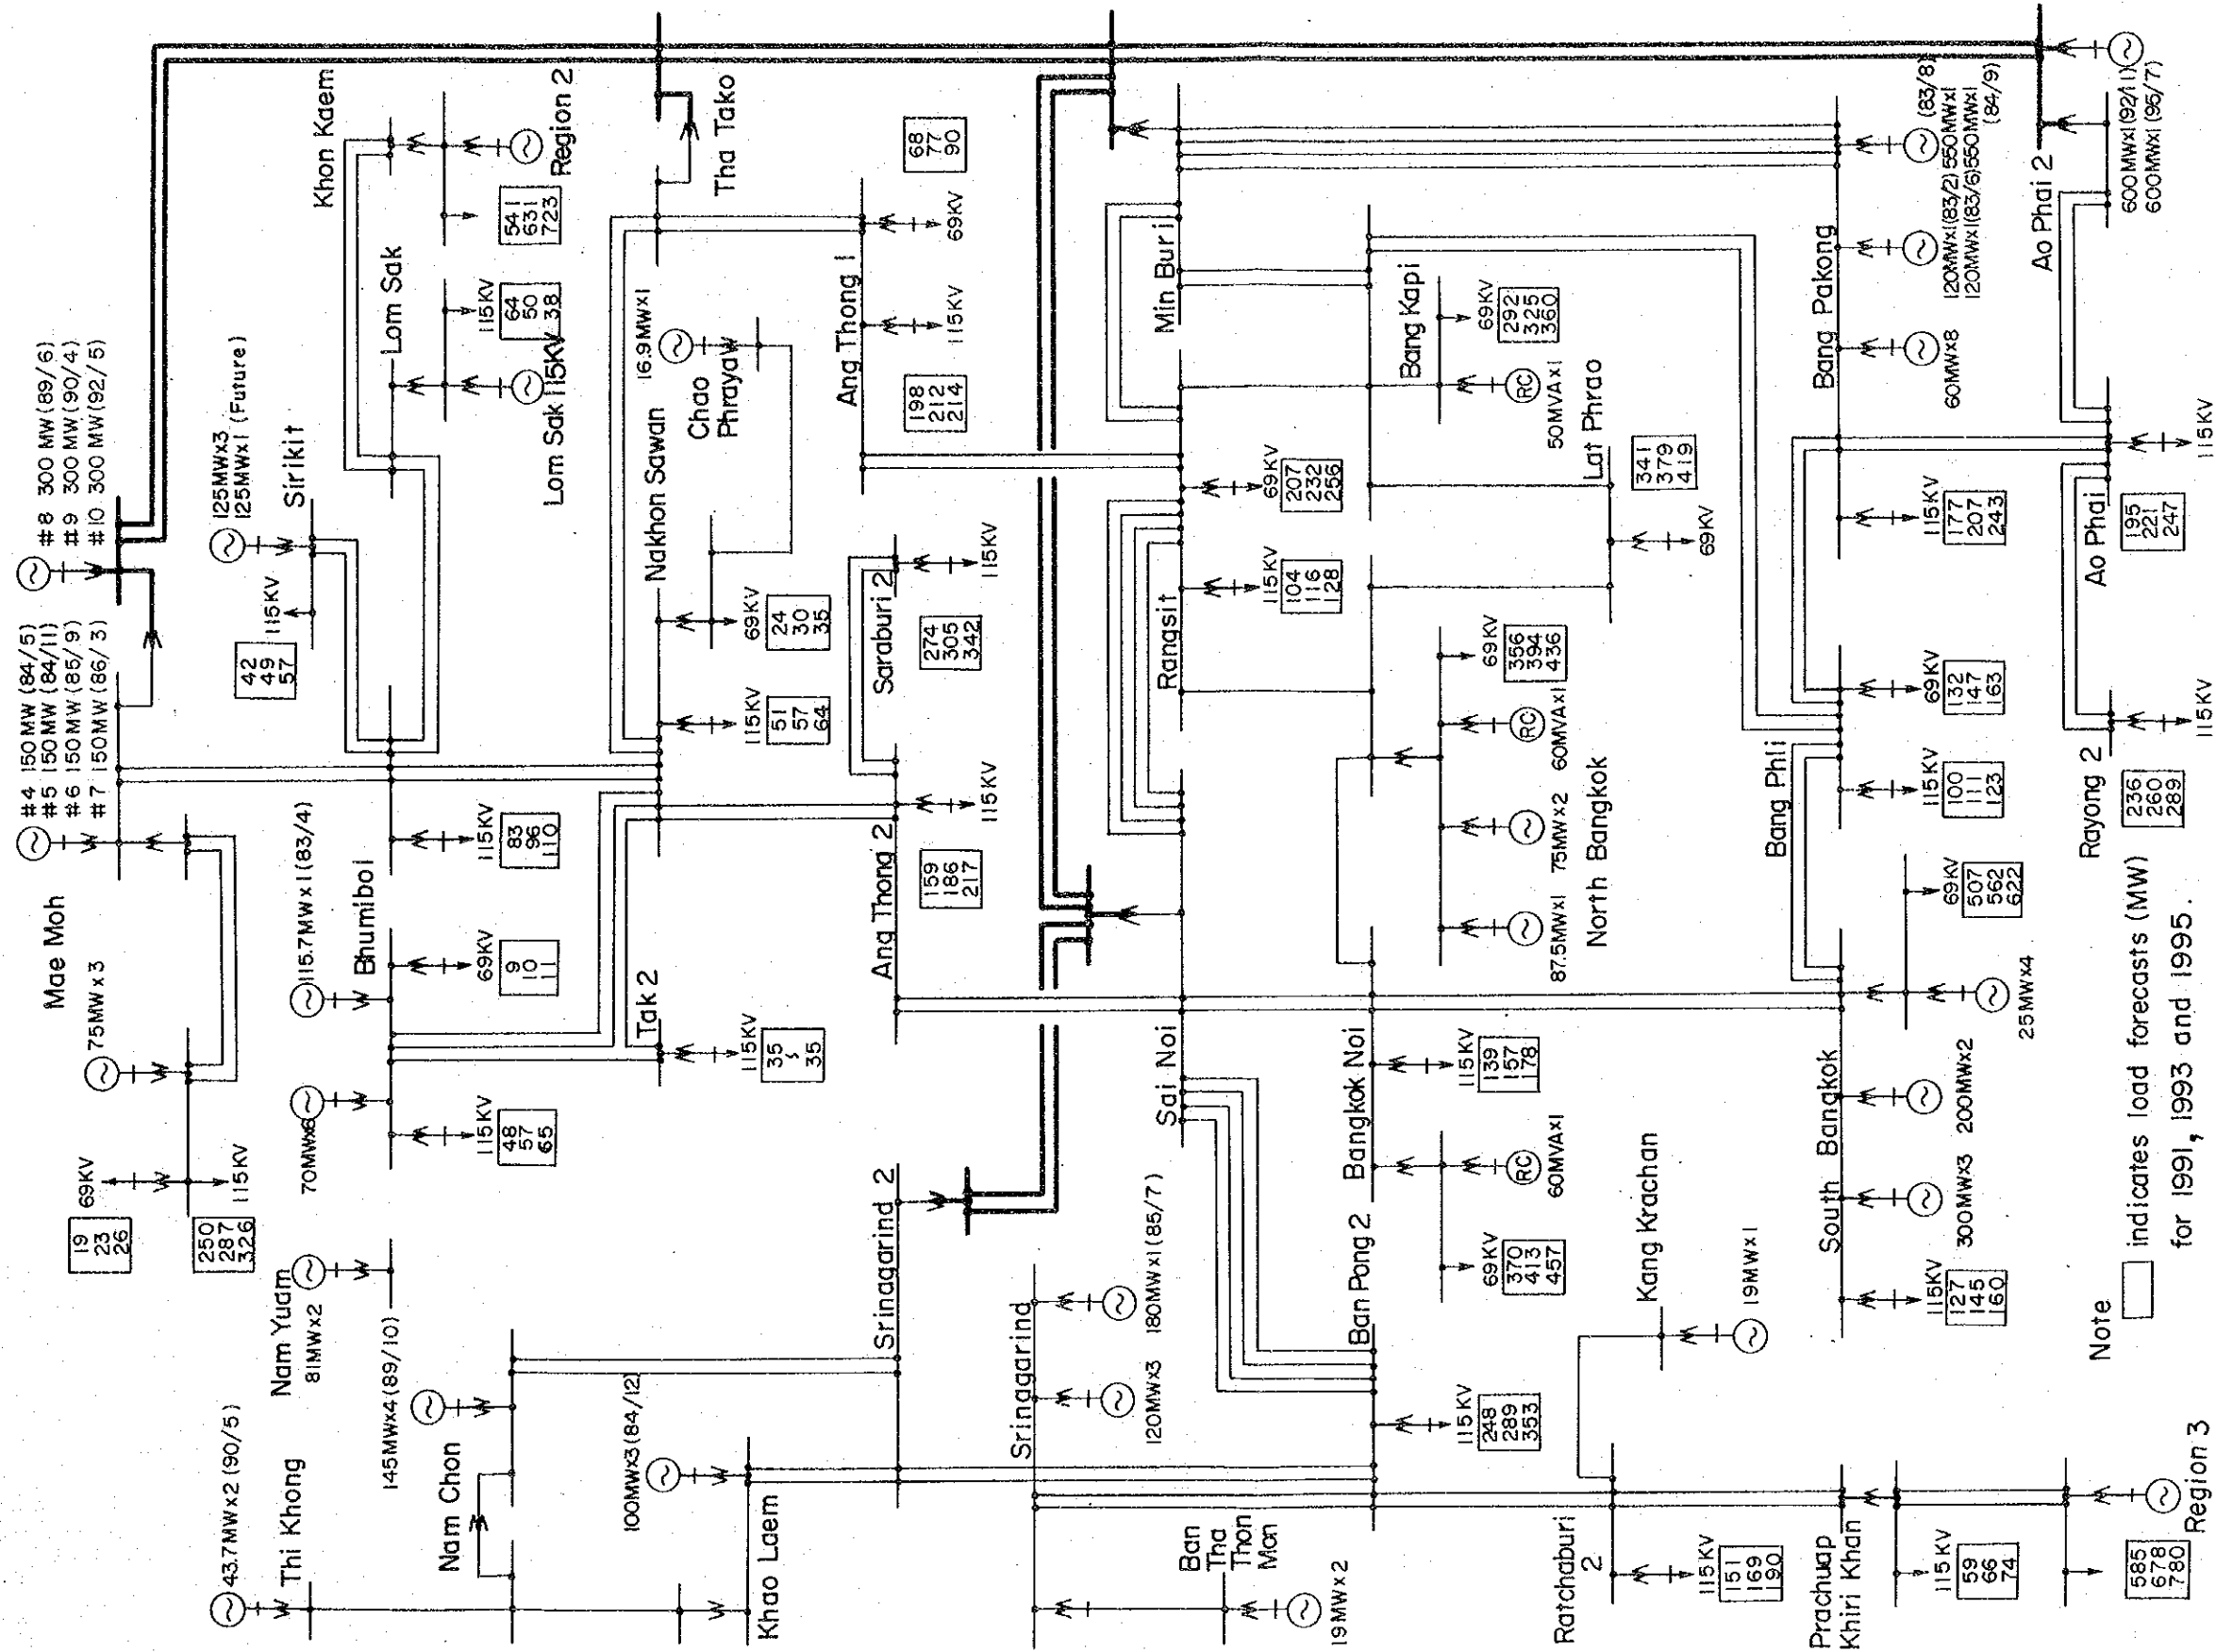 #8 300 MW (89/6)
#9 300 MW (90/4)
#10 300 MW (92/5)
#4 150 MW (84/5)
#5 150 MW (84/11)
#6 150 MW (85/9)
#7 150 MW (86/3)
Mae Moh
75MW x 3
69KV
19
23
26
115KV
250
287
326
Khon Kaem
Region 2
541
631
723
125MWx3
125MWx1 (Future)
Sirikit
115KV
42
49
57
Lom Sak
115KV
64
50
38
Lom Sak 115KV
115.7MW x 1 (83/4)
Bhumibol
70MWx6
115KV
83
96
110
69KV
9
10
11
115KV
48
57
65
Nam Yuam
81MWx2
43.7MWx2 (90/5)
Thi Khong
145MWx4 (89/10)
Nam Chon
100MWx3 (84/12)
Khao Laem
Tha Tako
16.9MWx1
Chao
Phrayaw
Nakhon Sawan
69KV
24
30
35
115KV
51
57
64
Tak 2
115KV
35
35
68
77
90
69KV
Ang Thong 1
115KV
198
212
214
Saraburi 2
115KV
274
305
342
Ang Thong 2
115KV
159
186
217
Srinagarind 2
Srinagarind
180MWx1 (85/7)
120MWx3
Ban
Tha
Thon
Mon
19MWx2
Min Buri
Rangsit
69KV
207
232
256
115KV
104
116
128
Sai Noi
Bang Kapi
69KV
292
325
360
50MVAx1
RC
Lat Phrao
341
379
419
69KV
69KV
356
394
436
RC
60MVAx1
75MWx2
87.5MWx1
North Bangkok
Bangkok Noi
115KV
139
157
178
RC
60MVAx1
69KV
370
413
457
Ban Pong 2
115KV
248
289
353
Kang Krachan
19MWx1
Ratchaburi
2
115KV
151
169
190
Prachuap
Khiri Khan
115KV
59
66
74
585
678
780
Region 3
Bang Pakong
(83/8)
120MWx1(83/2)550MWx1
120MWx1(83/6)550MWx1
(84/9)
60MWx8
115KV
177
207
243
Bang Phli
69KV
132
147
163
115KV
100
111
123
South Bangkok
69KV
507
562
622
25MWx4
200MWx2
300MWx3
115KV
127
145
160
Ao Phai 2
600MWx1(92/11)
600MWx1(95/7)
Ao Phai
115KV
195
221
247
Rayong 2
115KV
236
260
289
Note
indicates load forecasts (MW)
for 1991, 1993 and 1995.